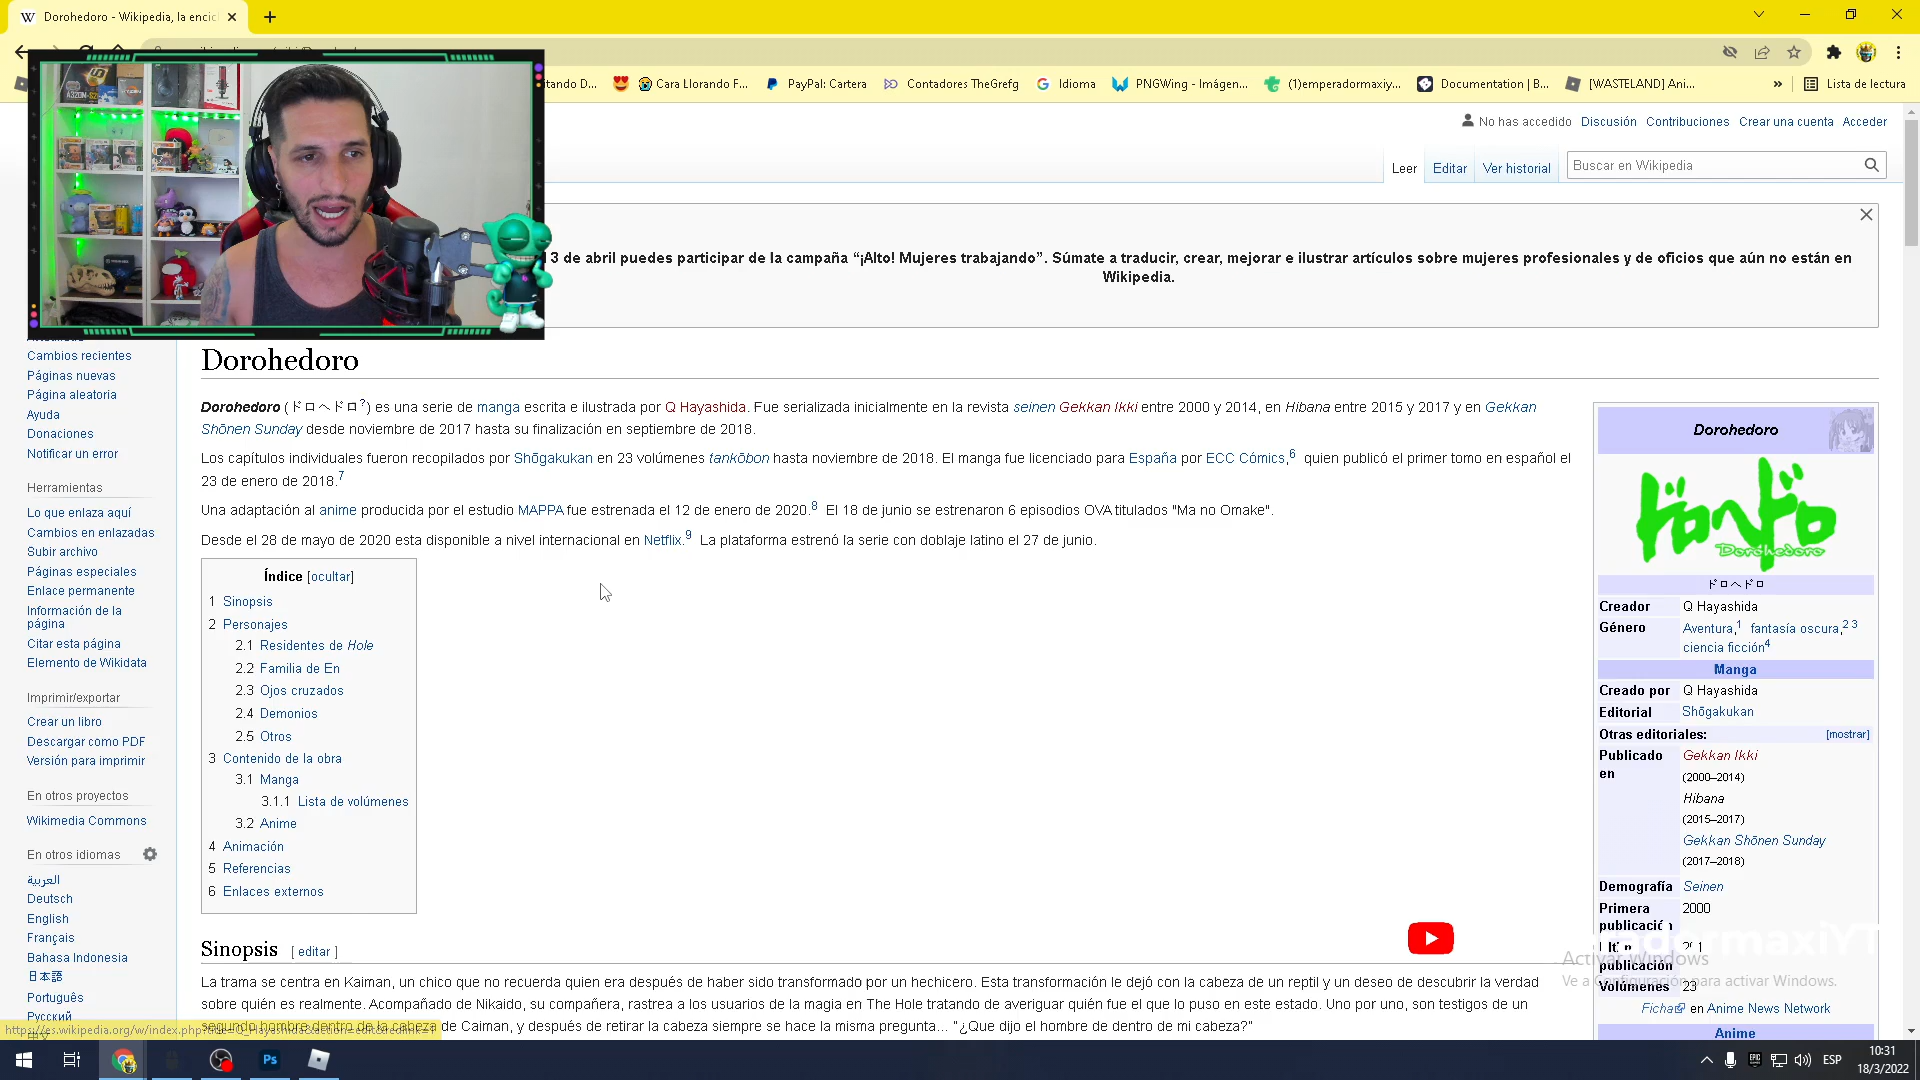 Dorohedoro - Wikipedia, la encic
tando D...
Cara Llorando F...
PayPal: Cartera
Contadores TheGrefg
Idioma
PNGWing - Imágen...
(1)emperadormaxiy...
Documentation | B...
[WASTELAND] Ani...
»
Lista de lectura
No has accedido Discusión Contribuciones Crear una cuenta Acceder
Leer Editar Ver historial
Buscar en Wikipedia
3 de abril puedes participar de la campaña “¡Alto! Mujeres trabajando”. Súmate a traducir, crear, mejorar e ilustrar artículos sobre mujeres profesionales y de oficios que aún no están en
Wikipedia.
Cambios recientes
Páginas nuevas
Página aleatoria
Ayuda
Donaciones
Notificar un error
Herramientas
Lo que enlaza aquí
Cambios en enlazadas
Subir archivo
Páginas especiales
Enlace permanente
Información de la
página
Citar esta página
Elemento de Wikidata
Imprimir/exportar
Crear un libro
Descargar como PDF
Versión para imprimir
En otros proyectos
Wikimedia Commons
En otros idiomas
العربية
Deutsch
English
Français
Bahasa Indonesia
日本語
Português
Русский
Dorohedoro
Dorohedoro (ドロヘドロ?) es una serie de manga escrita e ilustrada por Q Hayashida. Fue serializada inicialmente en la revista seinen Gekkan Ikki entre 2000 y 2014, en Hibana entre 2015 y 2017 y en Gekkan
Shōnen Sunday desde noviembre de 2017 hasta su finalización en septiembre de 2018.
Los capítulos individuales fueron recopilados por Shōgakukan en 23 volúmenes tankōbon hasta noviembre de 2018. El manga fue licenciado para España por ECC Cómics,6 quien publicó el primer tomo en español el
23 de enero de 2018.7
Una adaptación al anime producida por el estudio MAPPA fue estrenada el 12 de enero de 2020.8 El 18 de junio se estrenaron 6 episodios OVA titulados "Ma no Omake".
Desde el 28 de mayo de 2020 esta disponible a nivel internacional en Netflix.9 La plataforma estrenó la serie con doblaje latino el 27 de junio.
Índice [ocultar]
1 Sinopsis
2 Personajes
2.1 Residentes de Hole
2.2 Familia de En
2.3 Ojos cruzados
2.4 Demonios
2.5 Otros
3 Contenido de la obra
3.1 Manga
3.1.1 Lista de volúmenes
3.2 Anime
4 Animación
5 Referencias
6 Enlaces externos
Sinopsis [ editar ]
La trama se centra en Kaiman, un chico que no recuerda quien era después de haber sido transformado por un hechicero. Esta transformación le dejó con la cabeza de un reptil y un deseo de descubrir la verdad
sobre quién es realmente. Acompañado de Nikaido, su compañera, rastrea a los usuarios de la magia en The Hole tratando de averiguar quién fue el que lo puso en este estado. Uno por uno, son testigos de un
segundo hombre dentro de la cabeza de Caiman, y después de retirar la cabeza siempre se hace la misma pregunta... "¿Que dijo el hombre de dentro de mi cabeza?"
Dorohedoro
ドロヘドロ
Dorohedoro
ドロヘドロ
Creador Q Hayashida
Género Aventura,1 fantasía oscura,2 3
ciencia ficción4
Manga
Creado por Q Hayashida
Editorial Shōgakukan
Otras editoriales: [mostrar]
Publicado Gekkan Ikki
en (2000–2014)
Hibana
(2015–2017)
Gekkan Shōnen Sunday
(2017–2018)
Demografía Seinen
Primera 2000
publicación
publicación
Volúmenes 23
Ficha en Anime News Network
Anime
Activar Windows
Ve a Configuración para activar Windows.
Ps
ESP
10:31
18/3/2022